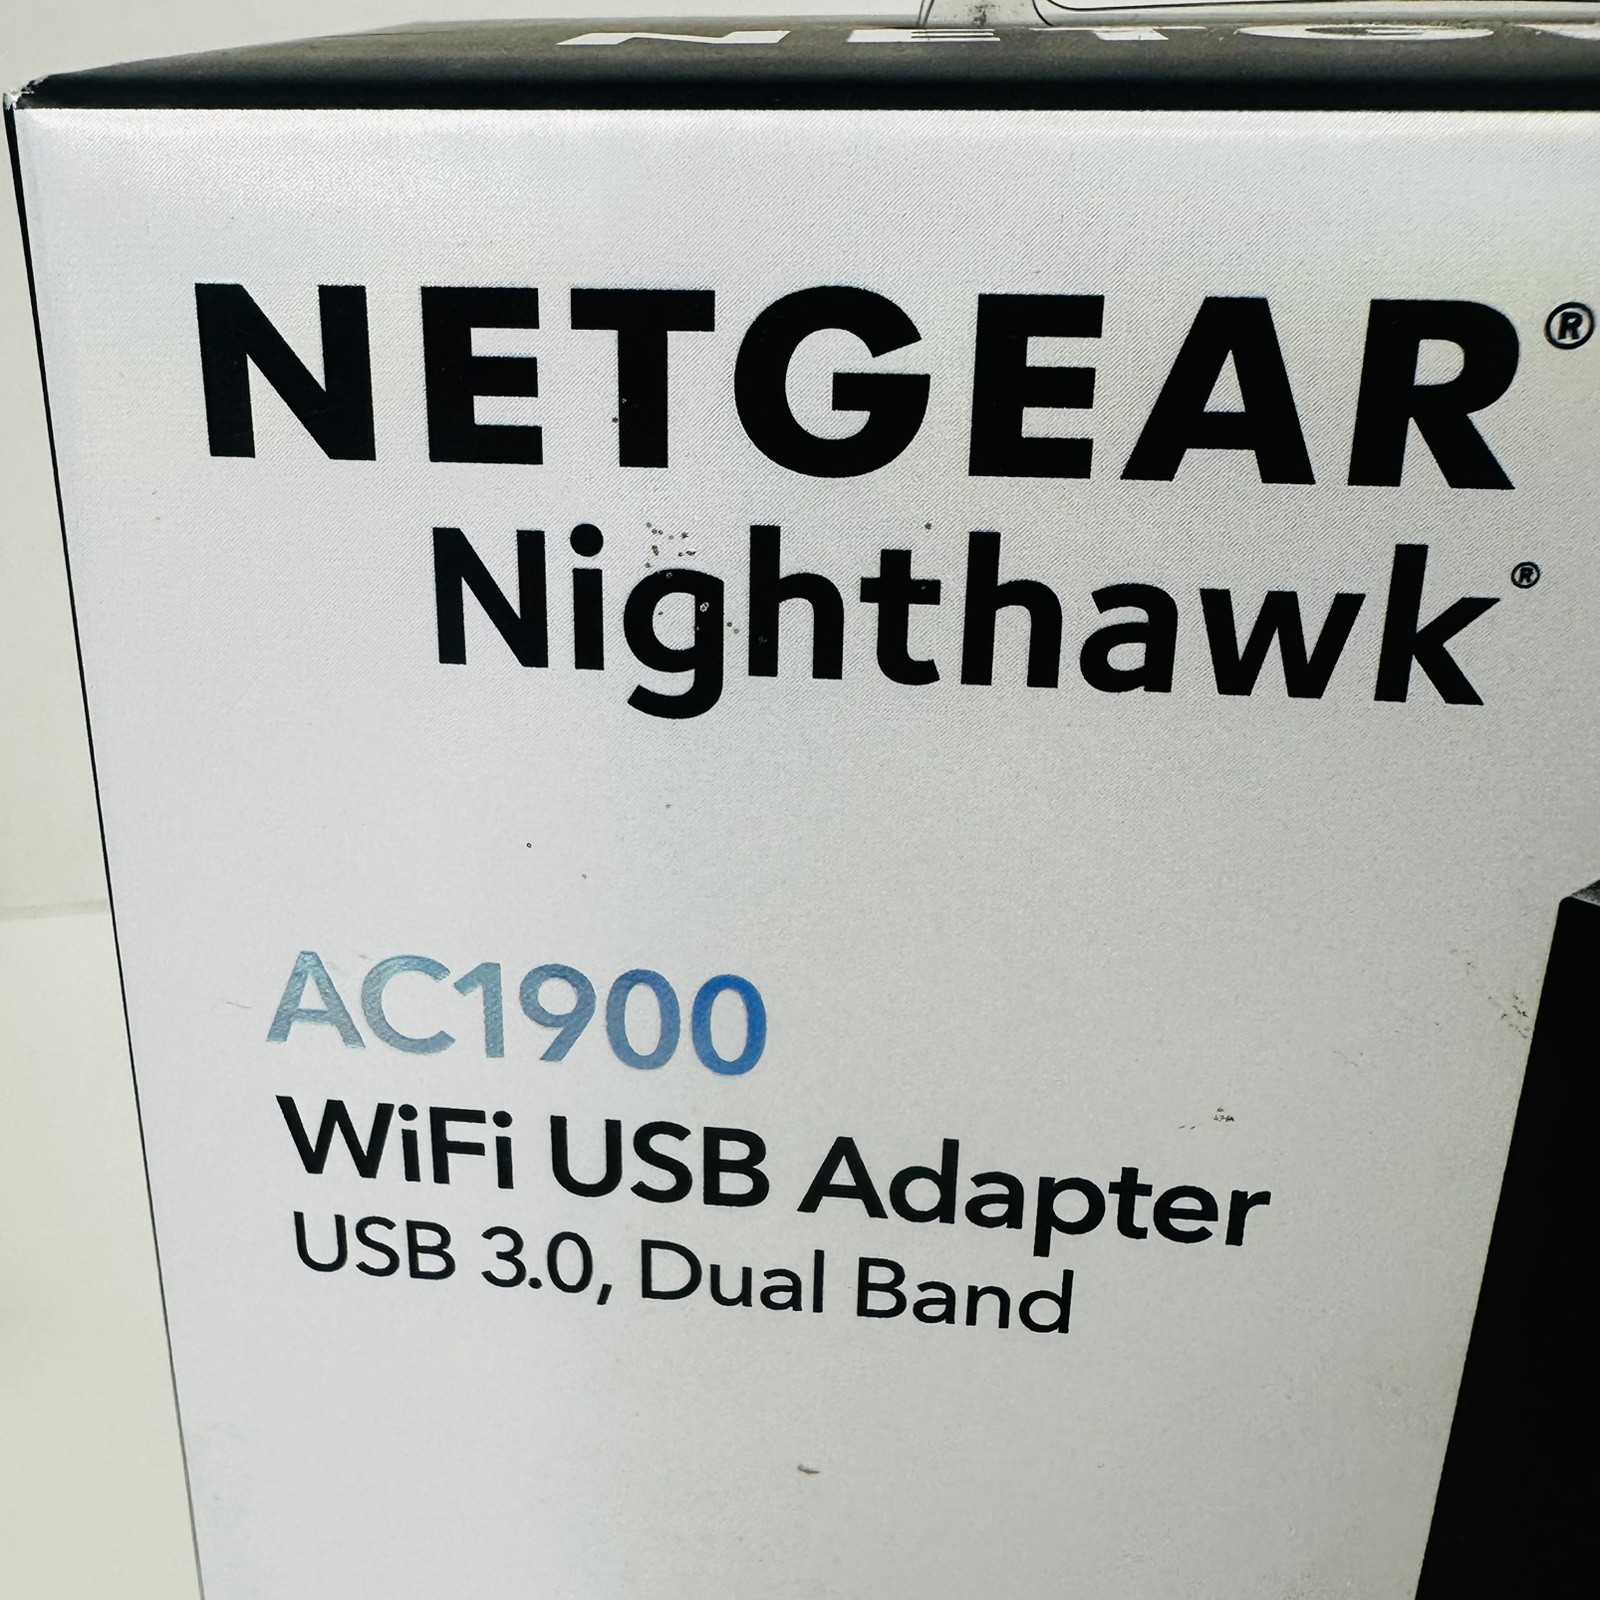 NETGEAR®
Nighthawk®
AC1900
WiFi USB Adapter
USB 3.0, Dual Band